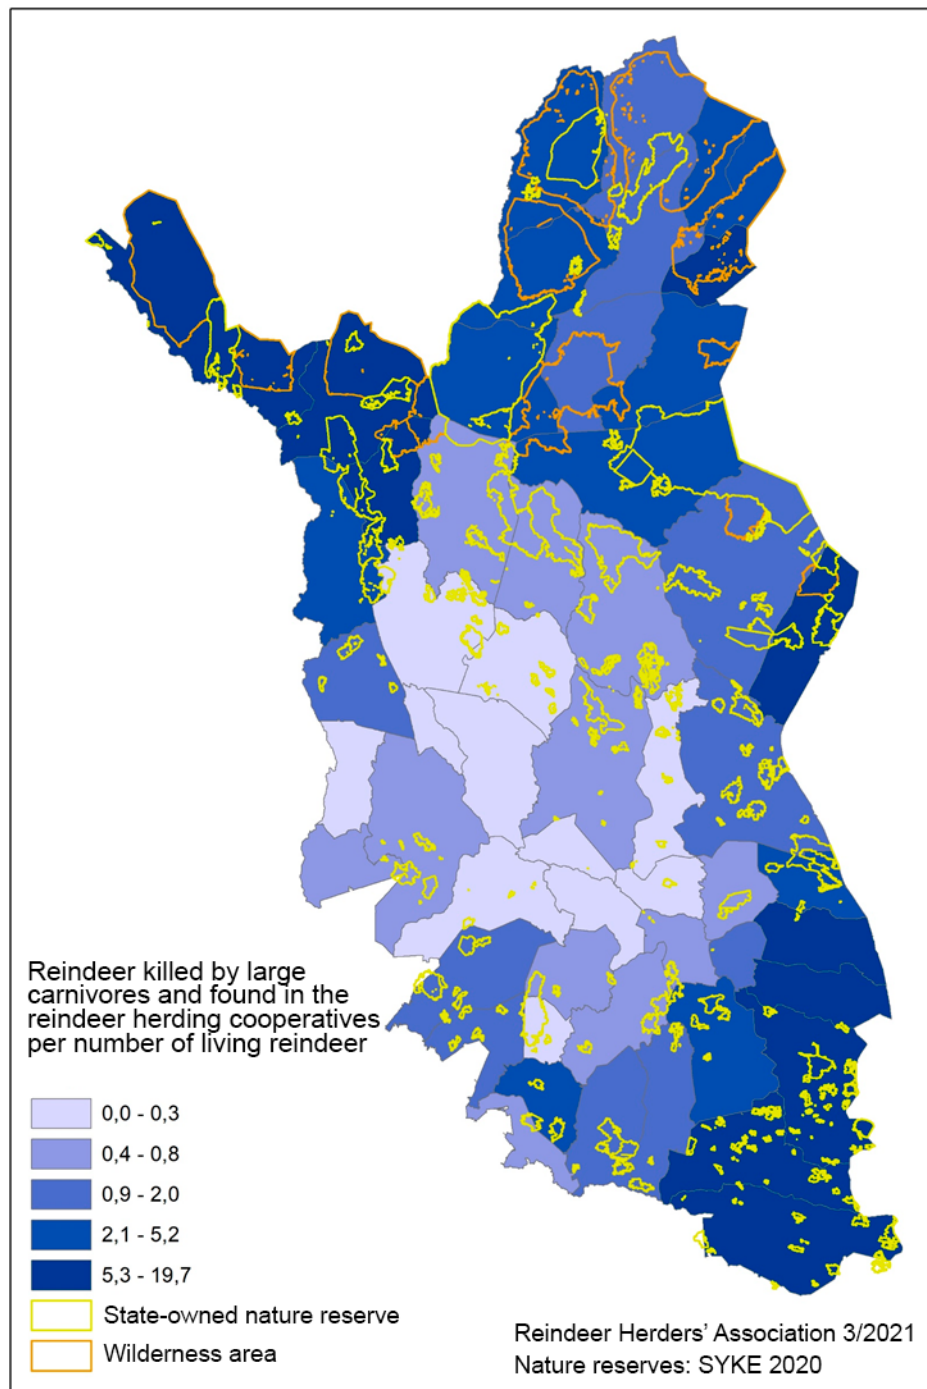 Reindeer killed by large
carnivores and found in the
reindeer herding cooperatives
per number of living reindeer
0,0 - 0,3
0,4 - 0,8
0,9 - 2,0
2,1 - 5,2
5,3 - 19,7
State-owned nature reserve
Wilderness area
Reindeer Herders' Association 3/2021
Nature reserves: SYKE 2020